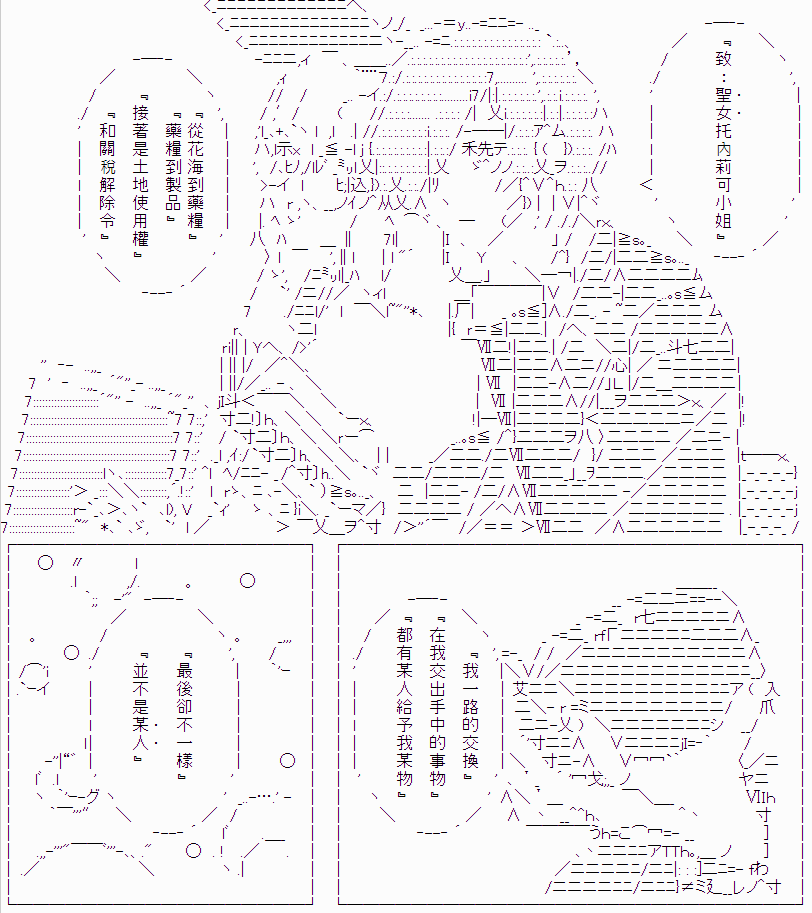 『致：聖・女・托內莉可小姐』
『從花海到藥糧』
『藥糧到製品』
『接著是土地使用權』
『和關稅解除令』
『我一路的交換』
『在我交出手中的事物』
『都有某人給予我某物』
『最後卻不一樣』
『並不是某・人・』